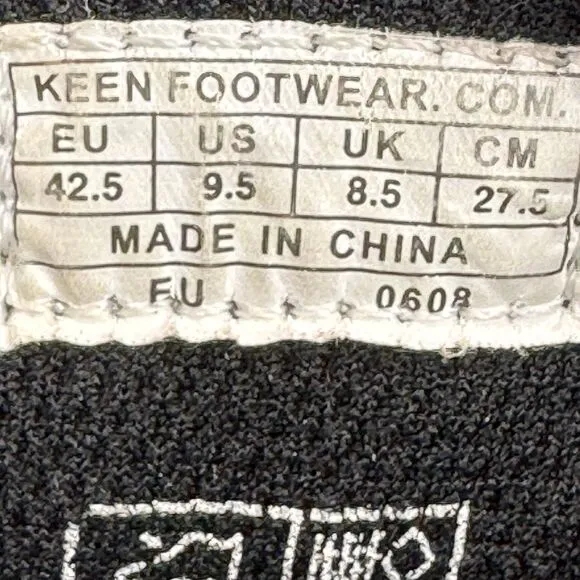 KEEN FOOTWEAR. COM.
EU US UK CM
42.5 9.5 8.5 27.5
MADE IN CHINA
FU 0608